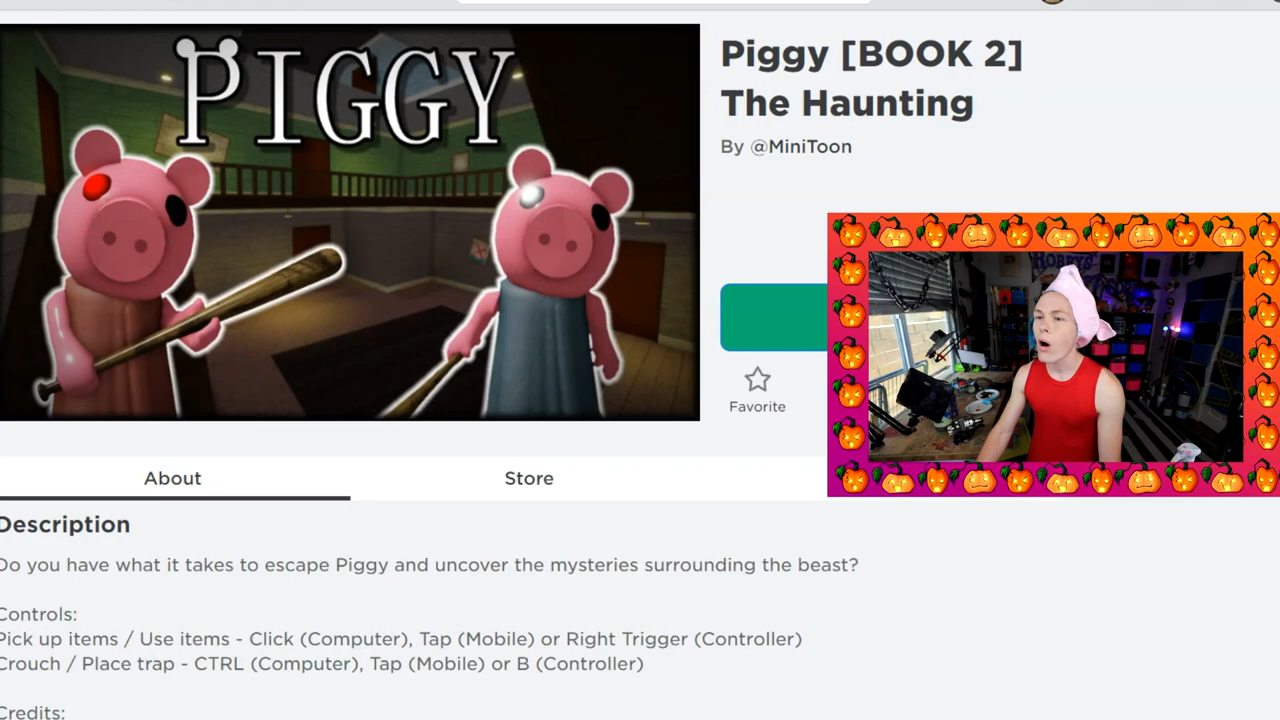 PIGGY
Piggy [BOOK 2]
The Haunting
By @MiniToon
HOBBYS
Favorite
About
Store
Description
Do you have what it takes to escape Piggy and uncover the mysteries surrounding the beast?
Controls:
Pick up items / Use items - Click (Computer), Tap (Mobile) or Right Trigger (Controller)
Crouch / Place trap - CTRL (Computer), Tap (Mobile) or B (Controller)
Credits: